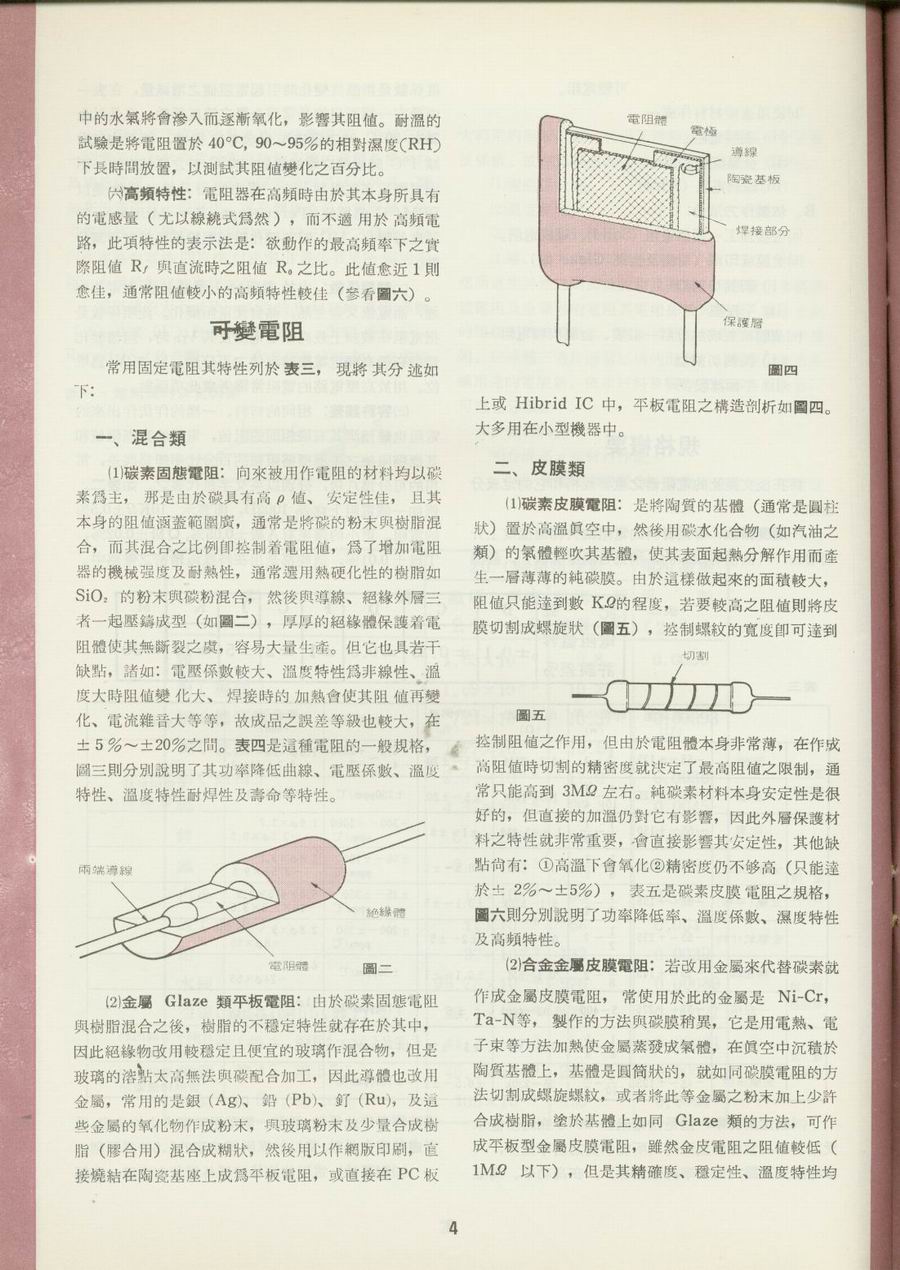 中的水氣將會滲入而逐漸氧化，影響其阻值。耐溫的
試驗是將電阻置於 40°C, 90～95%的相對濕度(RH)
下長時間放置，以測試其阻值變化之百分比。
㈥高頻特性：電阻器在高頻時由於其本身所具有
的電感量（尤以線繞式爲然），而不適 用於 高頻電
路，此項特性的表示法是：欲動作的最高頻率下之實
際阻值 Rf 與直流時之阻值 Ro 之比。此值愈近1則
愈佳，通常阻值較小的高頻特性較佳（參看圖六）。
可變電阻
常用固定電阻其特性列於 表三， 現將 其分 述如
下：
一、混合類
⑴碳素固態電阻：向來被用作電阻的材料均以碳
素爲主， 那是由於碳具有高 ρ 值、 安定性佳， 且其
本身的阻值涵蓋範圍廣，通常是將碳的粉末與樹脂混
合，而其混合之比例卽控制着電阻值，爲了增加電阻
器的機械强度及耐熱性，通常選用熱硬化性的樹脂如
SiO₂ 的粉末與碳粉混合， 然後與導線、絕緣外層三
者一起壓鑄成型（如圖二），厚厚的絕緣體保護着電
阻體使其無斷裂之虞，容易大量生產。但它也具若干
缺點，諸如：電壓係數較大、溫度特性爲非線性、溫
度大時阻值變 化大、 焊接時的 加熱會使其阻 值再變
化、電流雜音大等等，故成品之誤差等級也較大，在
±5%～±20%之間。表四是這種電阻的一般規格，
圖三則分別說明了其功率降低曲線、電壓係數、溫度
特性、溫度特性耐焊性及壽命等特性。
兩端導線
絕緣體
電阻體
圖二
⑵金屬 Glaze 類平板電阻：由於碳素固態電阻
與樹脂混合之後，樹脂的不穩定特性就存在於其中，
因此絕緣物改用較穩定且便宜的玻璃作混合物，但是
玻璃的溶點太高無法與碳配合加工，因此導體也改用
金屬，常用的是銀 (Ag)、 鉛 (Pb)、 釕 (Ru)，及這
些金屬的氧化物作成粉末，與玻璃粉末及少量合成樹
脂（膠合用）混合成糊狀，然後用以作網版印刷，直
接燒結在陶瓷基座上成爲平板電阻，或直接在 PC 板
電阻體
電極
導線
陶瓷基板
焊接部分
保護層
圖四
上或 Hibrid IC 中，平板電阻之構造剖析如圖四。
大多用在小型機器中。
二、皮膜類
⑴碳素皮膜電阻：是將陶質的基體（通常是圓柱
狀）置於高溫眞空中，然後用碳水化合物（如汽油之
類）的氣體輕吹其基體，使其表面起熱分解作用而產
生一層薄薄的純碳膜。由於這樣做起來的面積較大，
阻值只能達到數 KΩ的程度，若要較高之阻值則將皮
膜切割成螺旋狀（圖五），控制螺紋的寬度卽可達到
切割
圖五
控制阻值之作用，但由於電阻體本身非常薄，在作成
高阻值時切割的精密度就決定了最高阻值之限制，通
常只能高到 3MΩ 左右。純碳素材料本身安定性是很
好的，但直接的加溫仍對它有影響，因此外層保護材
料之特性就非常重要，會直接影響其安定性，其他缺
點尙有：①高溫下會氧化②精密度仍不够高（只能達
於± 2%～±5%）， 表五是碳素皮膜 電阻之規格，
圖六則分別說明了功率降低率、溫度係數、濕度特性
及高頻特性。
⑵合金金屬皮膜電阻：若改用金屬來代替碳素就
作成金屬皮膜電阻， 常使用於此的金屬是 Ni-Cr,
Ta-N等， 製作的方法與碳膜稍異，它是用電熱、電
子束等方法加熱使金屬蒸發成氣體，在眞空中沉積於
陶質基體上，基體是圓筒狀的，就如同碳膜電阻的方
法切割成螺旋螺紋，或者將此等金屬之粉末加上少許
合成樹脂，塗於基體上如同 Glaze 類的方法，可作
成平板型金屬皮膜電阻，雖然金皮電阻之阻值較低（
1MΩ 以下），但是其精確度、穩定性、溫度特性均
4